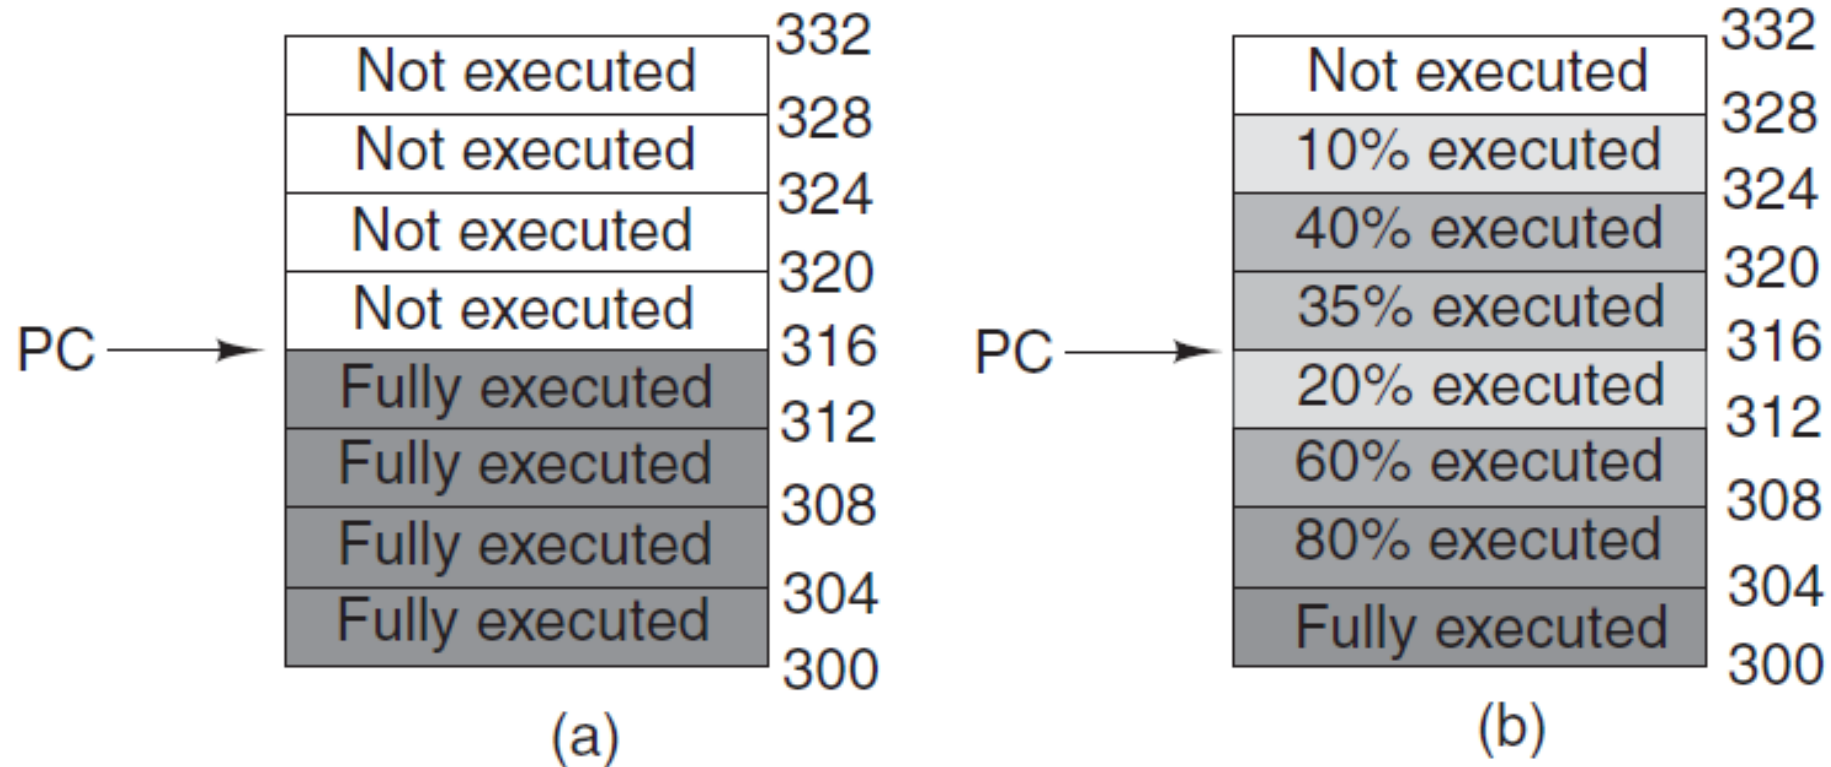 332
Not executed
328
Not executed
324
Not executed
320
Not executed
PC
316
Fully executed
312
Fully executed
308
Fully executed
304
Fully executed
300
(a)
332
Not executed
328
10% executed
324
40% executed
320
35% executed
PC
316
20% executed
312
60% executed
308
80% executed
304
Fully executed
300
(b)